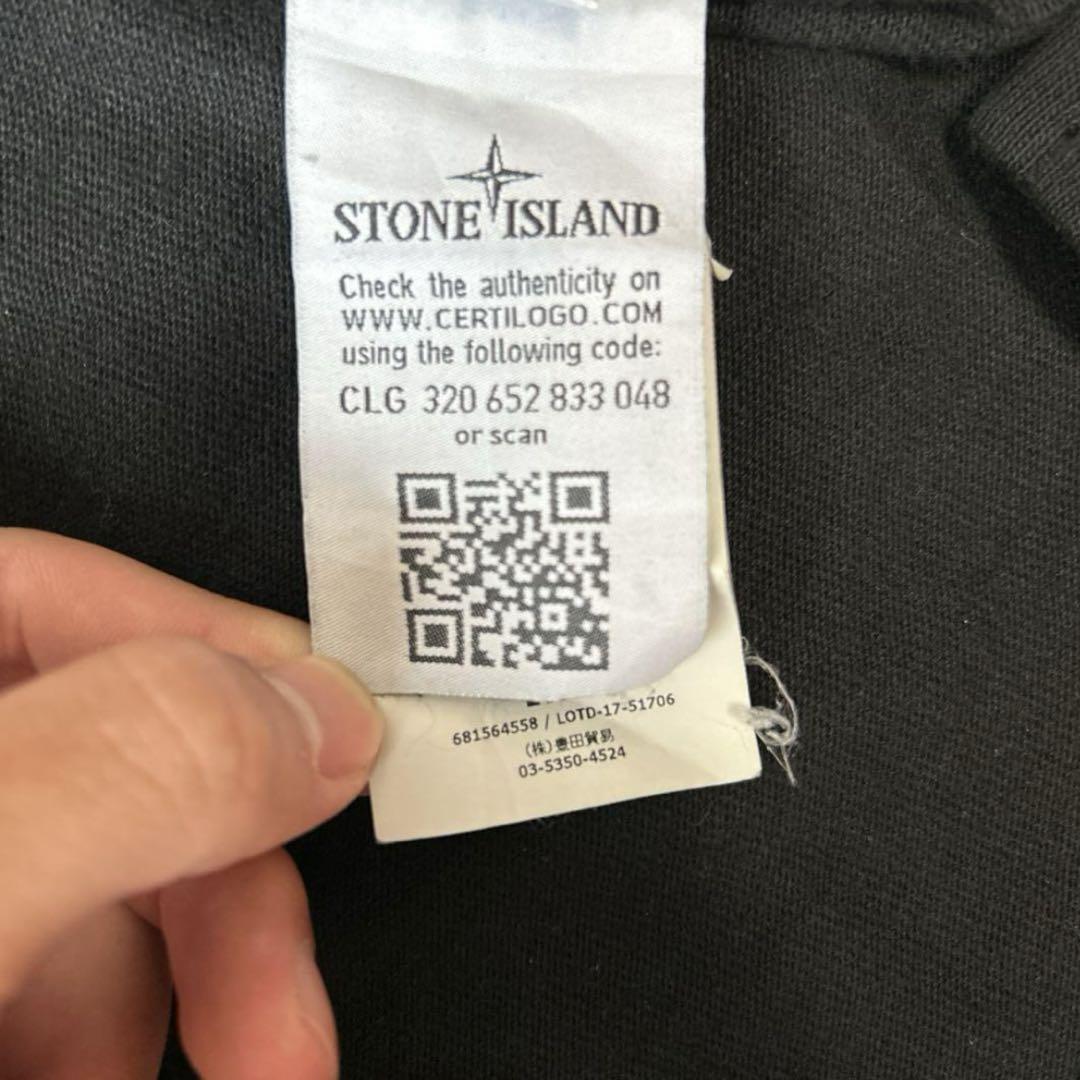 STONE ISLAND
Check the authenticity on
WWW.CERTILOGO.COM
using the following code:
CLG 320 652 833 048
or scan
681564558 / LOTD-17-51706
(株)豊田貿易
03-5350-4524